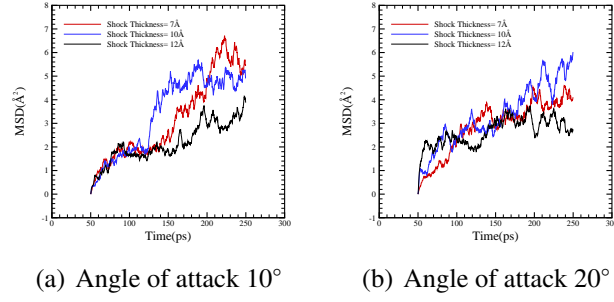 8
7
6
5
4
3
2
1
0
-1
MSD(Å²)
Shock Thickness= 7Å
Shock Thickness= 10Å
Shock Thickness= 12Å
0 50 100 150 200 250 300
Time(ps)
(a) Angle of attack 10°
8
7
6
5
4
3
2
1
0
-1
MSD(Å²)
Shock Thickness= 7Å
Shock Thickness= 10Å
Shock Thickness= 12Å
0 50 100 150 200 250 300
Time(ps)
(b) Angle of attack 20°